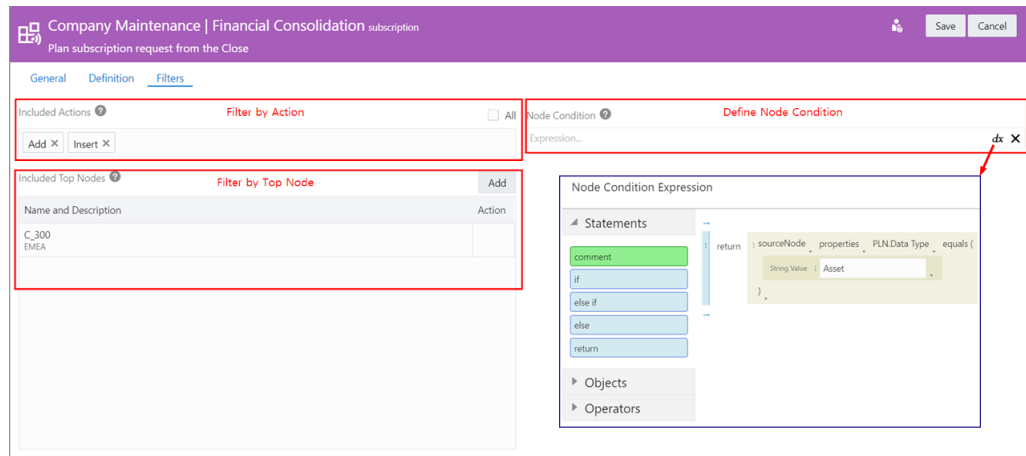 Company Maintenance | Financial Consolidation subscription
Plan subscription request from the Close
Save
Cancel
General
Definition
Filters
Included Actions
Filter by Action
All
Add
Insert
Node Condition
Define Node Condition
Expression...
dx
Included Top Nodes
Filter by Top Node
Add
Name and Description
Action
C_300
EMEA
Node Condition Expression
Statements
comment
if
else if
else
return
Objects
Operators
return
sourceNode
properties
PLN.Data Type
equals (
String Value
Asset
)